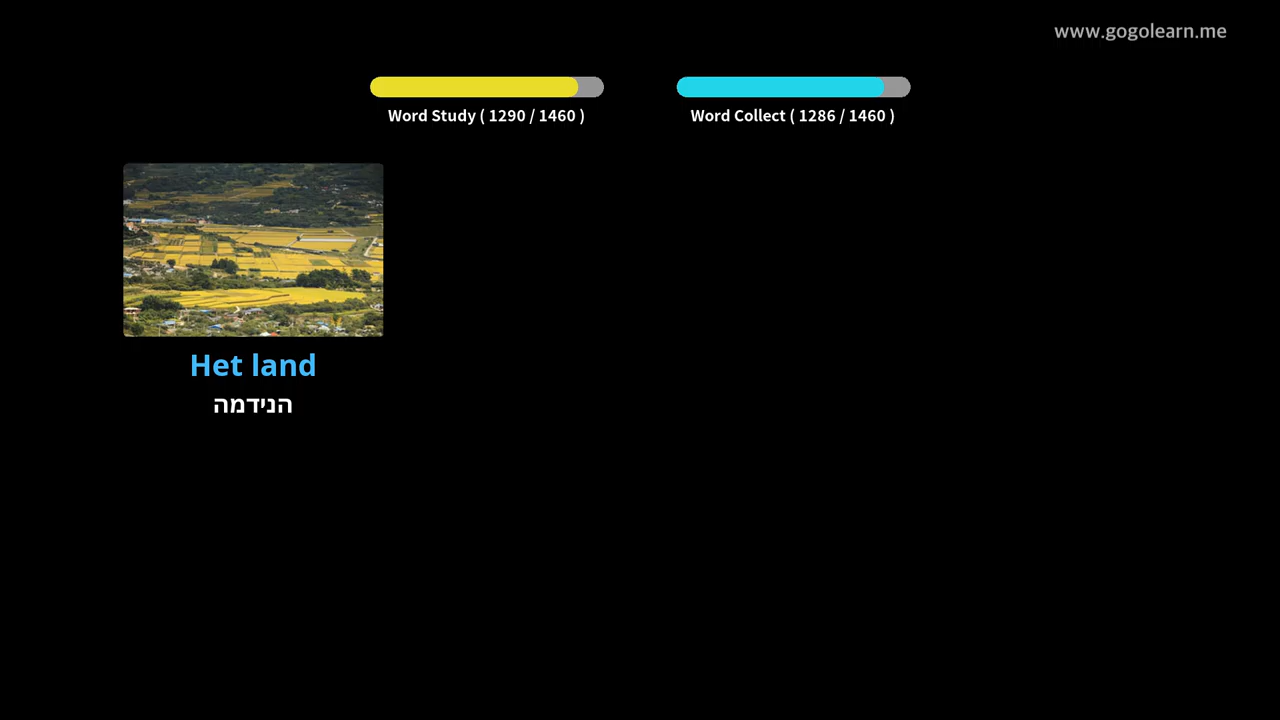 www.gogolearn.me
Word Study ( 1290 / 1460 )
Word Collect ( 1286 / 1460 )
Het land
הנידמה